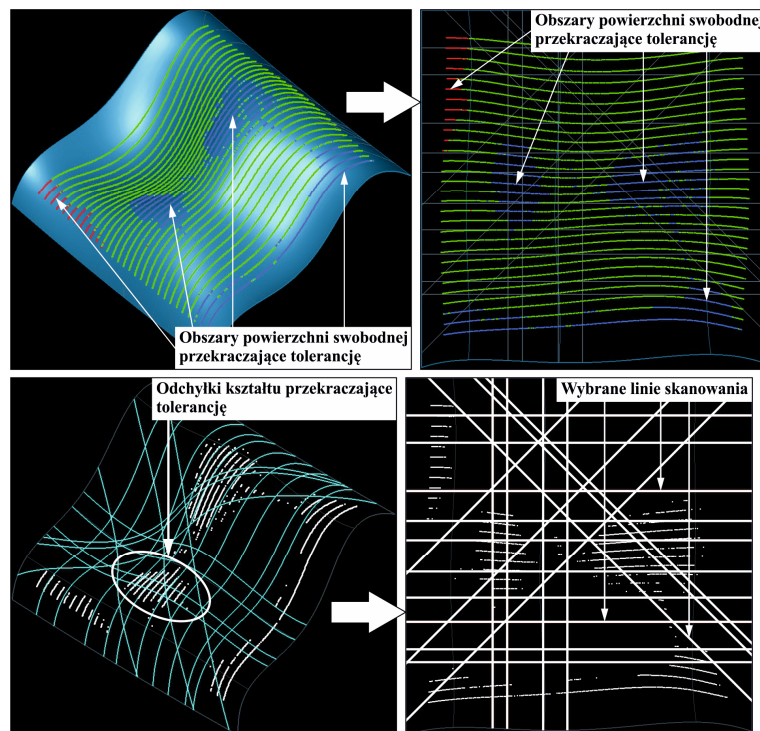 Obszary powierzchni swobodnej
przekraczające tolerancję
Obszary powierzchni swobodnej
przekraczające tolerancję
Odchyłki kształtu przekraczające
tolerancję
Wybrane linie skanowania